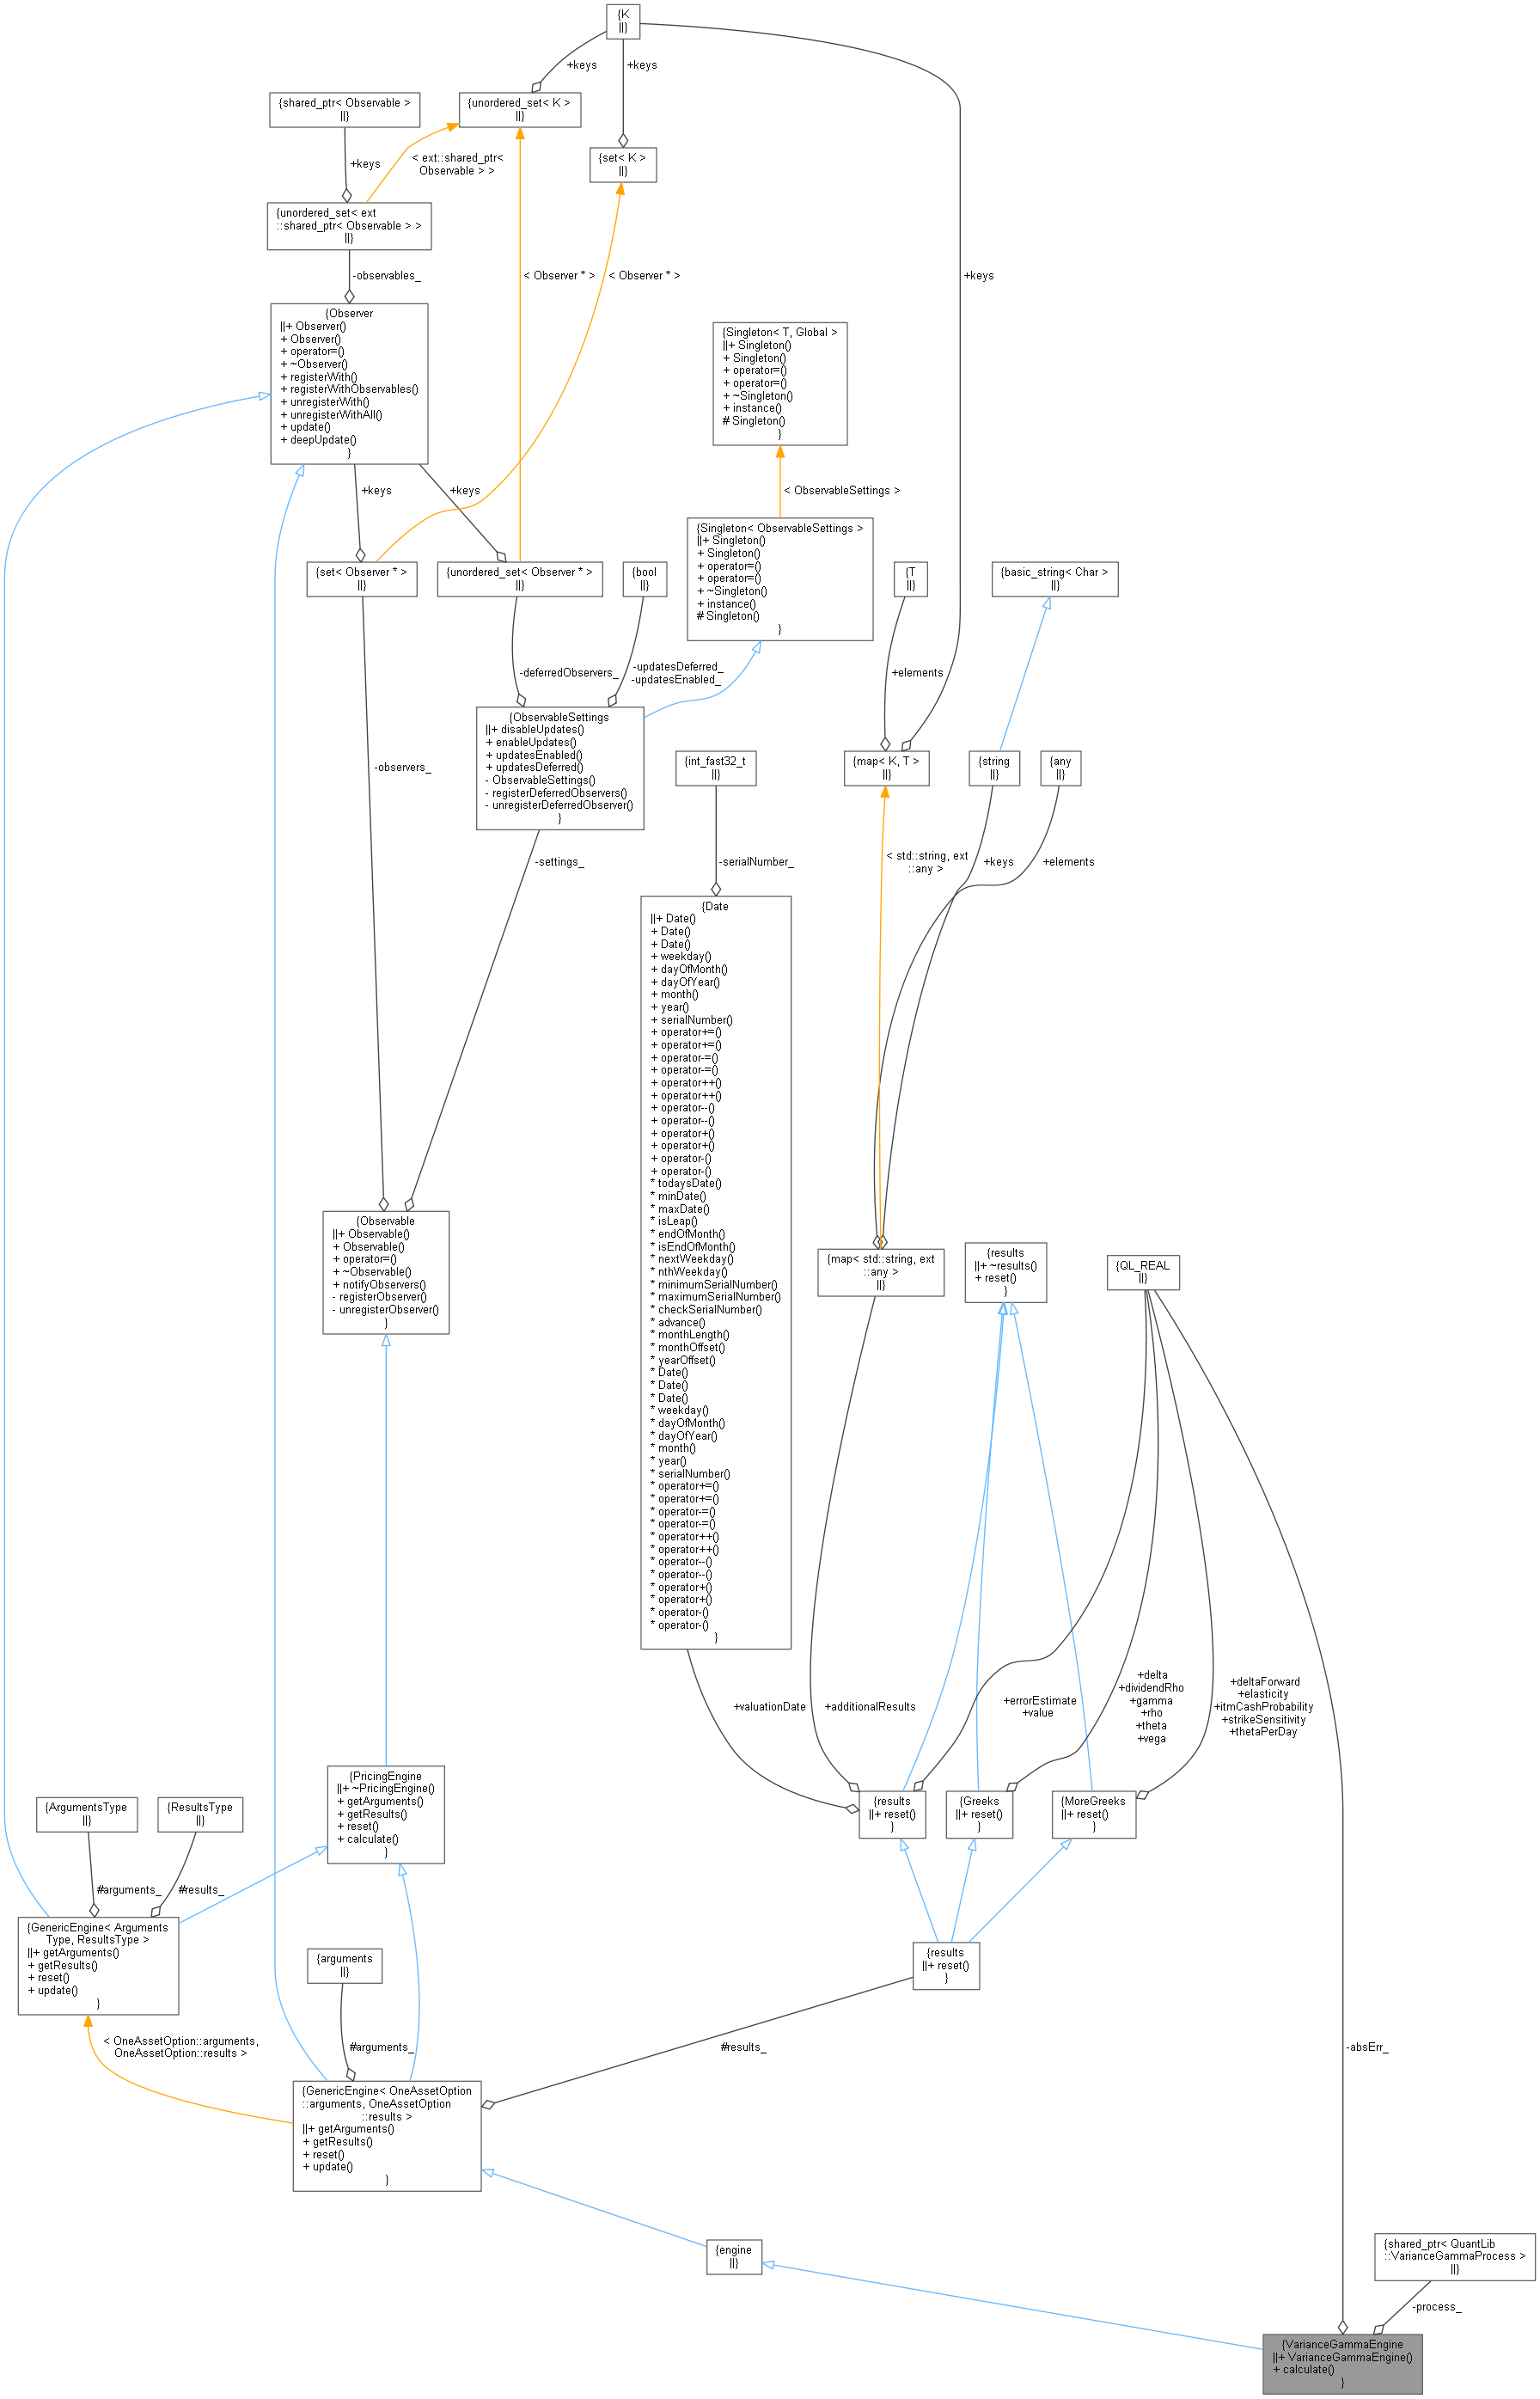 {K
||}
+keys
+keys
{shared_ptr< Observable >
||}
{unordered_set< K >
||}
+keys
< ext::shared_ptr<
Observable > >
{set< K >
||}
{unordered_set< ext
::shared_ptr< Observable > >
||}
-observables_
< Observer * >
< Observer * >
+keys
{Observer
||+ Observer()
+ Observer()
+ operator=()
+ ~Observer()
+ registerWith()
+ registerWithObservables()
+ unregisterWith()
+ unregisterWithAll()
+ update()
+ deepUpdate()
}
{Singleton< T, Global >
||+ Singleton()
+ Singleton()
+ operator=()
+ operator=()
+ ~Singleton()
+ instance()
# Singleton()
}
+keys
+keys
< ObservableSettings >
{Singleton< ObservableSettings >
||+ Singleton()
+ Singleton()
+ operator=()
+ operator=()
+ ~Singleton()
+ instance()
# Singleton()
}
{set< Observer * >
||}
{unordered_set< Observer * >
||}
{bool
||}
{T
||}
{basic_string< Char >
||}
-deferredObservers_
-updatesDeferred_
-updatesEnabled_
+elements
{ObservableSettings
||+ disableUpdates()
+ enableUpdates()
+ updatesEnabled()
+ updatesDeferred()
- ObservableSettings()
- registerDeferredObservers()
- unregisterDeferredObserver()
}
-observers_
{int_fast32_t
||}
{map< K, T >
||}
{string
||}
{any
||}
-settings_
-serialNumber_
< std::string, ext
::any >
+keys
+elements
{Date
||+ Date()
+ Date()
+ Date()
+ weekday()
+ dayOfMonth()
+ dayOfYear()
+ month()
+ year()
+ serialNumber()
+ operator+=()
+ operator+=()
+ operator-=()
+ operator-=()
+ operator++()
+ operator++()
+ operator--()
+ operator--()
+ operator+()
+ operator+()
+ operator-()
+ operator-()
* todaysDate()
* minDate()
* maxDate()
* isLeap()
* endOfMonth()
* isEndOfMonth()
* nextWeekday()
* nthWeekday()
* minimumSerialNumber()
* maximumSerialNumber()
* checkSerialNumber()
* advance()
* monthLength()
* monthOffset()
* yearOffset()
* Date()
* Date()
* Date()
* weekday()
* dayOfMonth()
* dayOfYear()
* month()
* year()
* serialNumber()
* operator+=()
* operator+=()
* operator-=()
* operator-=()
* operator++()
* operator++()
* operator--()
* operator--()
* operator+()
* operator+()
* operator-()
* operator-()
}
{Observable
||+ Observable()
+ Observable()
+ operator=()
+ ~Observable()
+ notifyObservers()
- registerObserver()
- unregisterObserver()
}
{map< std::string, ext
::any >
||}
{results
||+ ~results()
+ reset()
}
{QL_REAL
||}
+valuationDate
+additionalResults
+errorEstimate
+value
+delta
+dividendRho
+gamma
+rho
+theta
+vega
+deltaForward
+elasticity
+itmCashProbability
+strikeSensitivity
+thetaPerDay
{PricingEngine
||+ ~PricingEngine()
+ getArguments()
+ getResults()
+ reset()
+ calculate()
}
{ArgumentsType
||}
{ResultsType
||}
{results
||+ reset()
}
{Greeks
||+ reset()
}
{MoreGreeks
||+ reset()
}
#arguments_
#results_
{GenericEngine< Arguments
Type, ResultsType >
||+ getArguments()
+ getResults()
+ reset()
+ update()
}
{arguments
||}
{results
||+ reset()
}
< OneAssetOption::arguments,
OneAssetOption::results >
#arguments_
#results_
-absErr_
{GenericEngine< OneAssetOption
::arguments, OneAssetOption
::results >
||+ getArguments()
+ getResults()
+ reset()
+ update()
}
{engine
||}
{shared_ptr< QuantLib
::VarianceGammaProcess >
||}
-process_
{VarianceGammaEngine
||+ VarianceGammaEngine()
+ calculate()
}